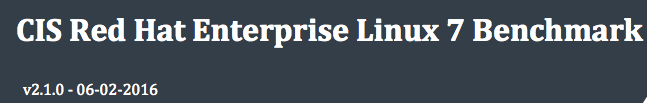 CIS Red Hat Enterprise Linux 7 Benchmark
v2.1.0 - 06-02-2016